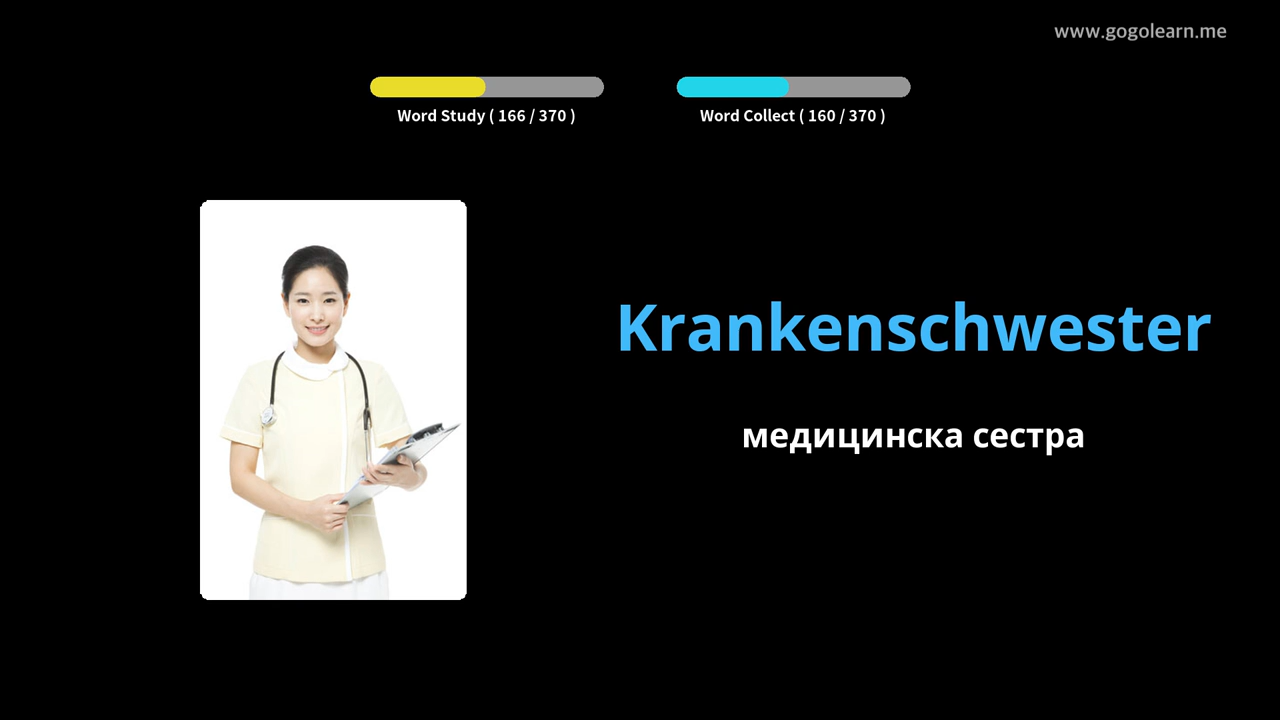 www.gogolearn.me
Word Study ( 166 / 370 )
Word Collect ( 160 / 370 )
Krankenschwester
медицинска сестра